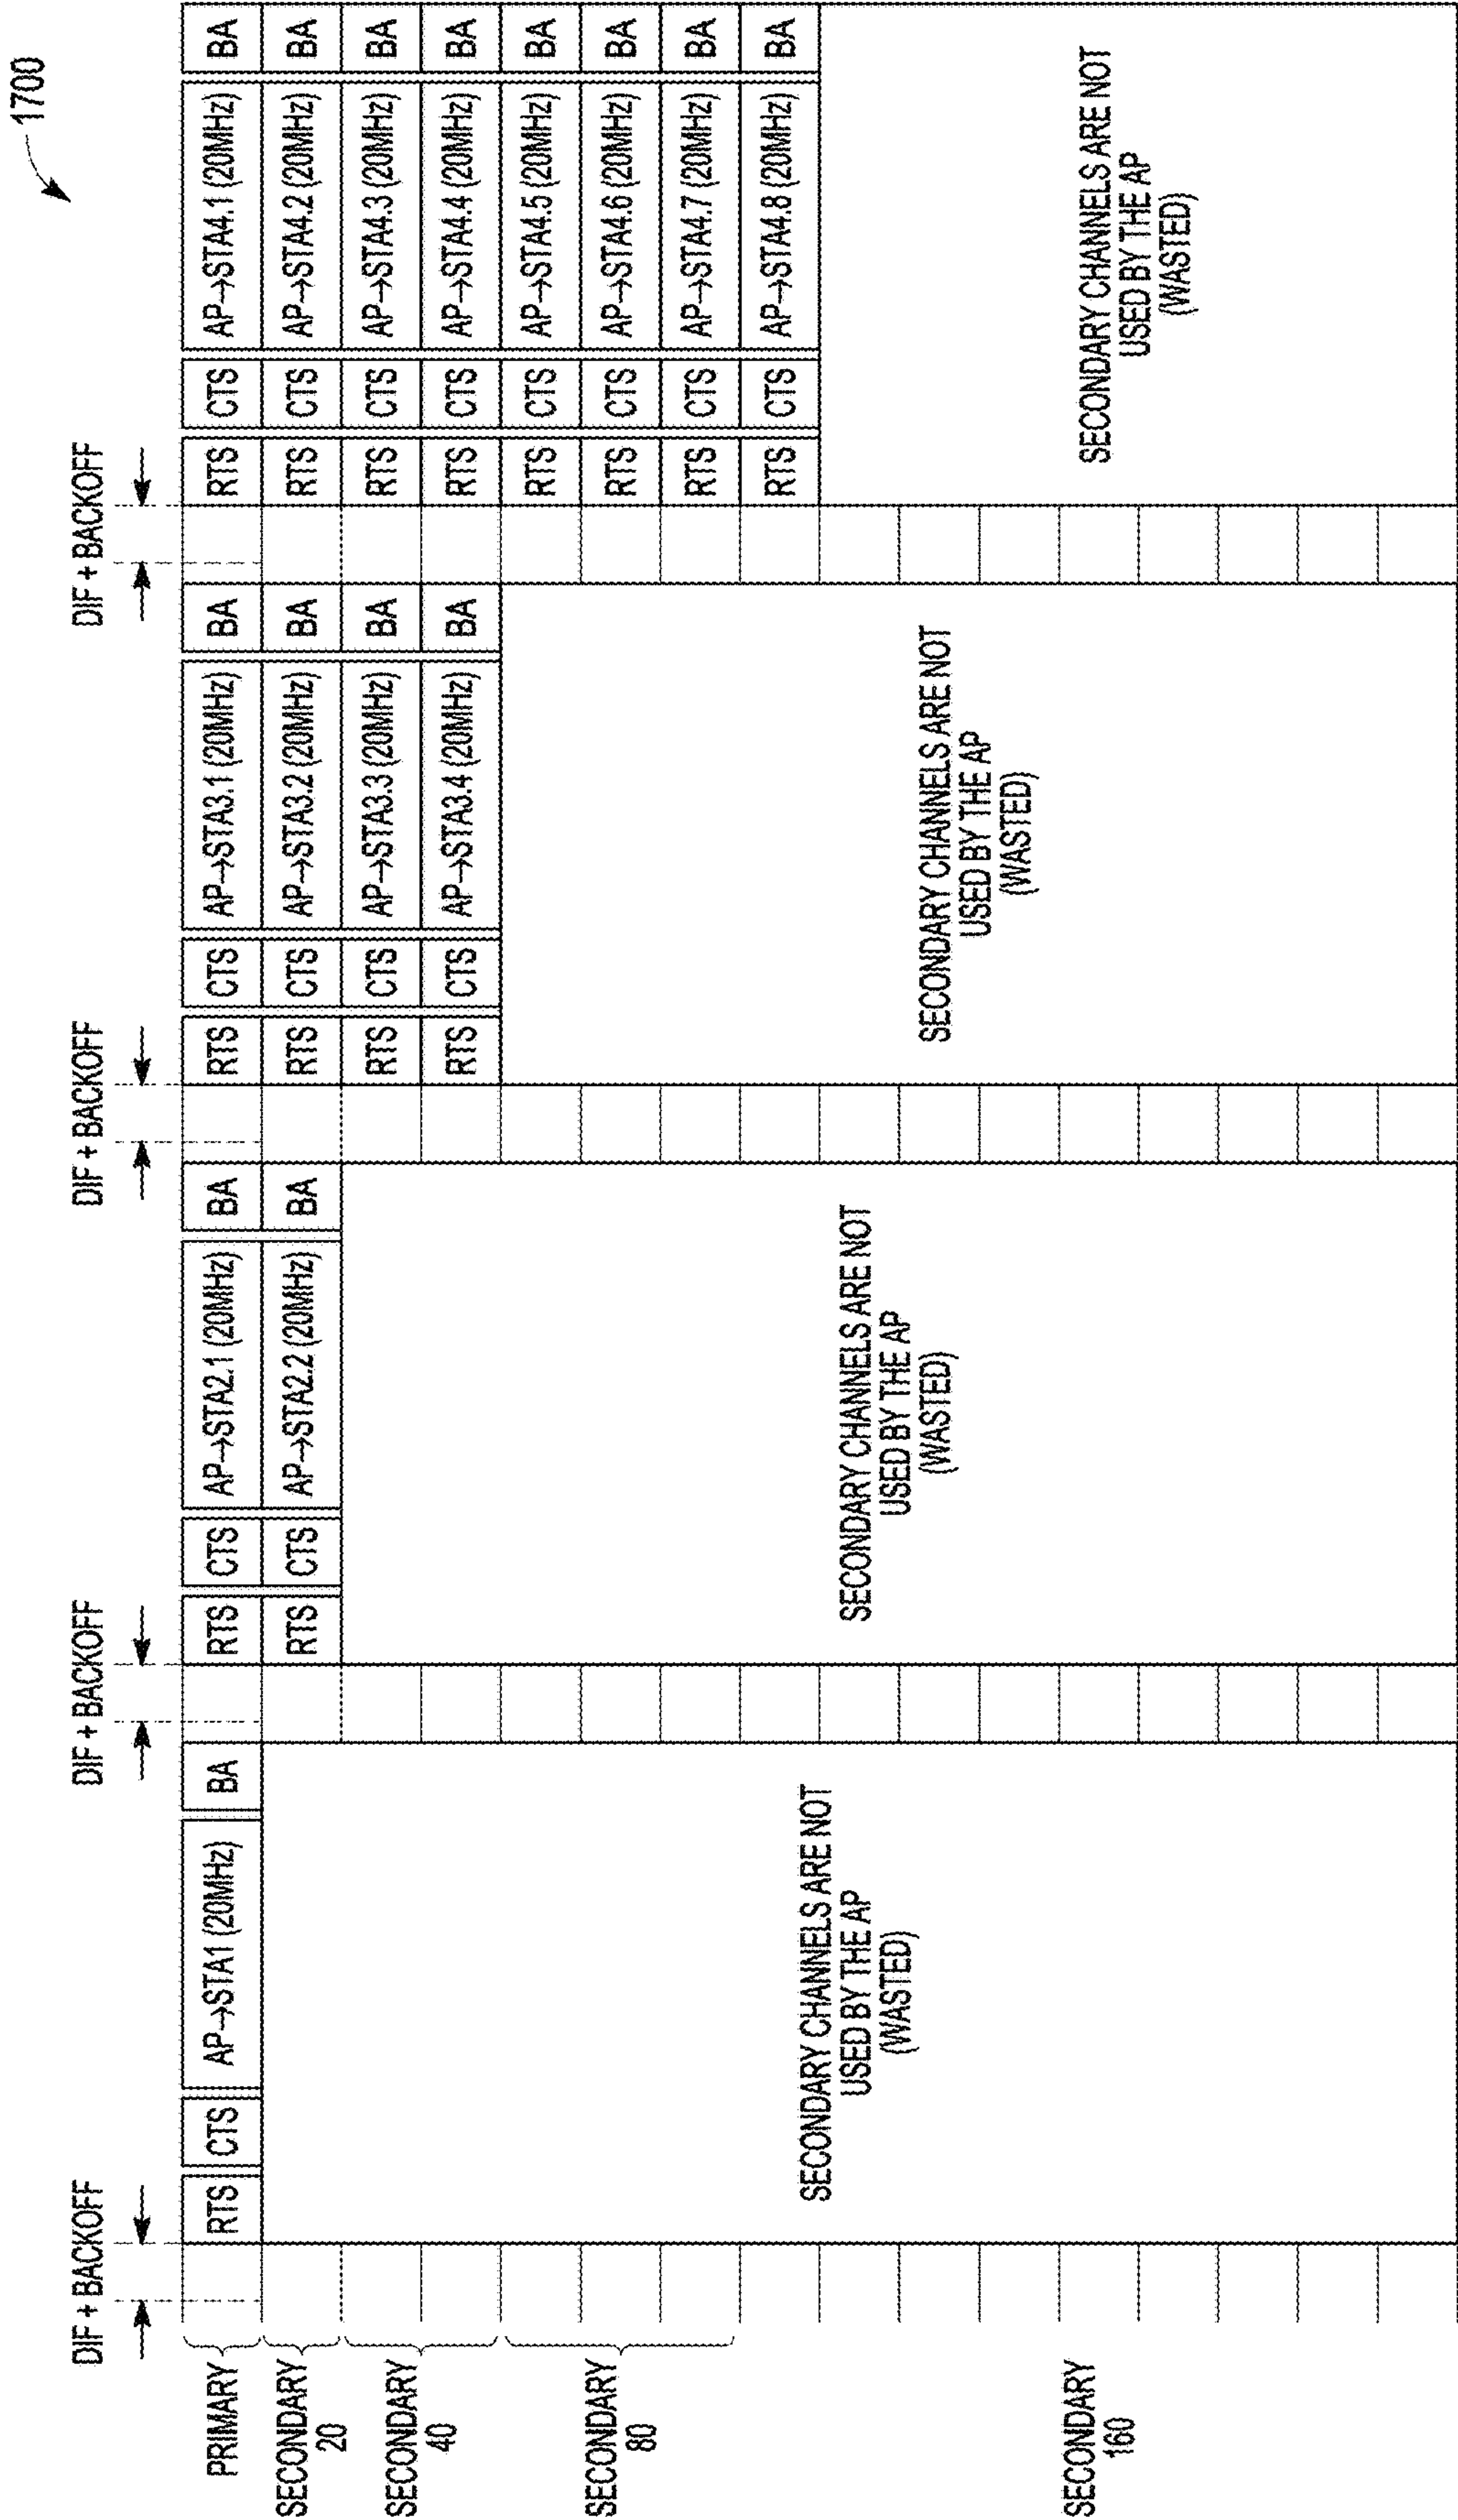 1700
DIF + BACKOFF
DIF + BACKOFF
DIF + BACKOFF
DIF + BACKOFF
PRIMARY
RTS
CTS
AP→STA1 (20MHz)
BA
RTS
CTS
AP→STA2.1 (20MHz)
BA
RTS
CTS
AP→STA3.1 (20MHz)
BA
RTS
CTS
AP→STA4.1 (20MHz)
BA
SECONDARY
20
RTS
CTS
AP→STA2.2 (20MHz)
BA
RTS
CTS
AP→STA3.2 (20MHz)
BA
RTS
CTS
AP→STA4.2 (20MHz)
BA
SECONDARY
40
RTS
CTS
AP→STA3.3 (20MHz)
BA
RTS
CTS
AP→STA4.3 (20MHz)
BA
RTS
CTS
AP→STA3.4 (20MHz)
BA
RTS
CTS
AP→STA4.4 (20MHz)
BA
SECONDARY
80
RTS
CTS
AP→STA4.5 (20MHz)
BA
RTS
CTS
AP→STA4.6 (20MHz)
BA
RTS
CTS
AP→STA4.7 (20MHz)
BA
RTS
CTS
AP→STA4.8 (20MHz)
BA
SECONDARY
160
SECONDARY CHANNELS ARE NOT
USED BY THE AP
(WASTED)
SECONDARY CHANNELS ARE NOT
USED BY THE AP
(WASTED)
SECONDARY CHANNELS ARE NOT
USED BY THE AP
(WASTED)
SECONDARY CHANNELS ARE NOT
USED BY THE AP
(WASTED)